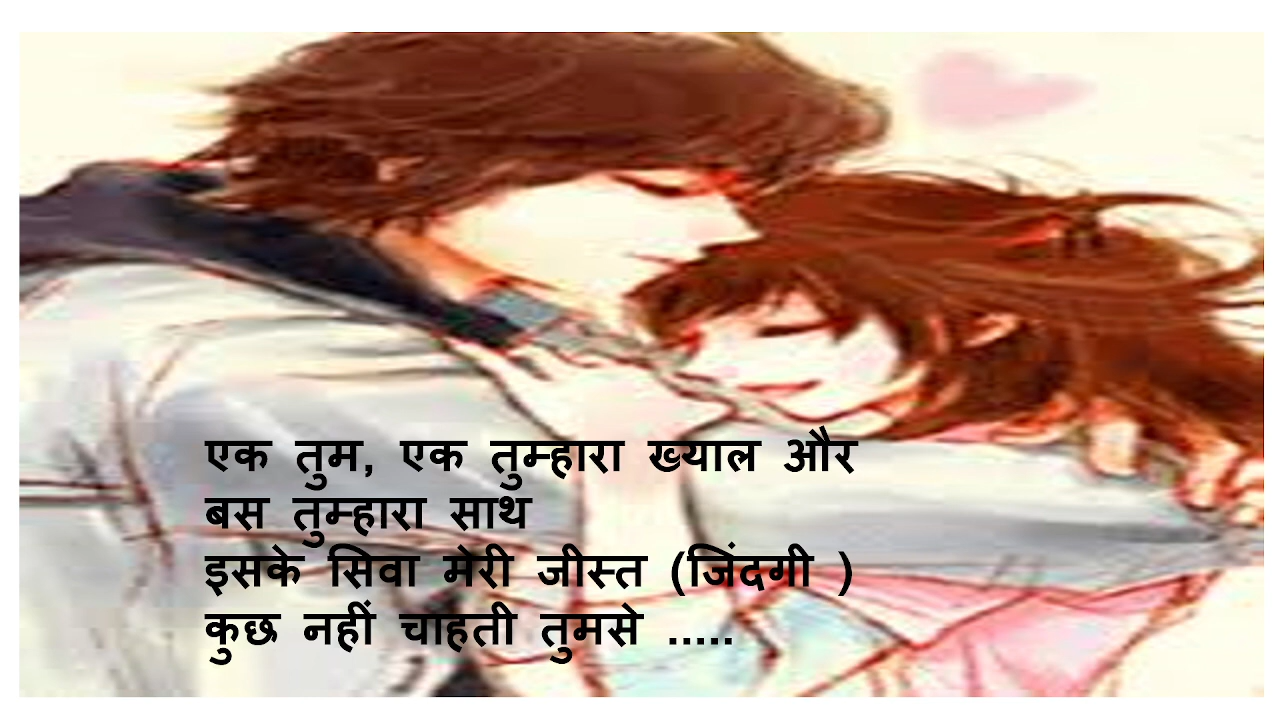 एक तुम, एक तुम्हारा ख्याल और
बस तुम्हारा साथ
इसके सिवा मेरी जीस्त (जिंदगी )
कुछ नहीं चाहती तुमसे .....